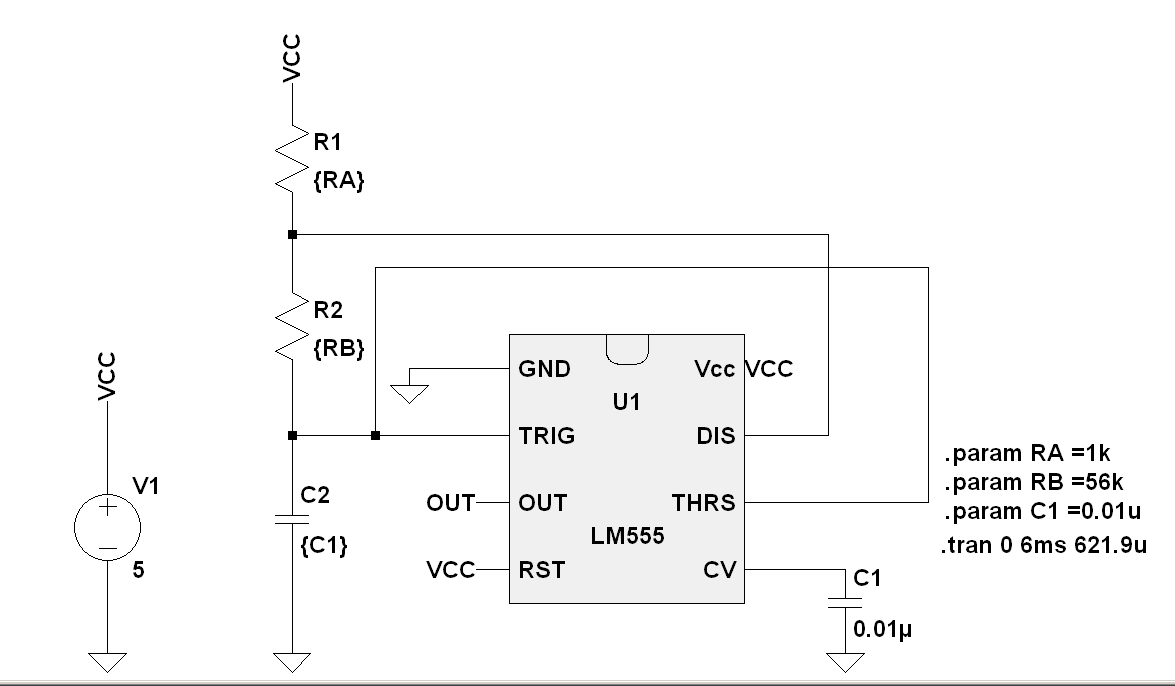 VCC
R1
{RA}
R2
{RB}
VCC
V1
5
C2
{C1}
GND
Vcc
VCC
U1
TRIG
DIS
OUT
OUT
THRS
LM555
VCC
RST
CV
C1
0.01µ
.param RA =1k
.param RB =56k
.param C1 =0.01u
.tran 0 6ms 621.9u